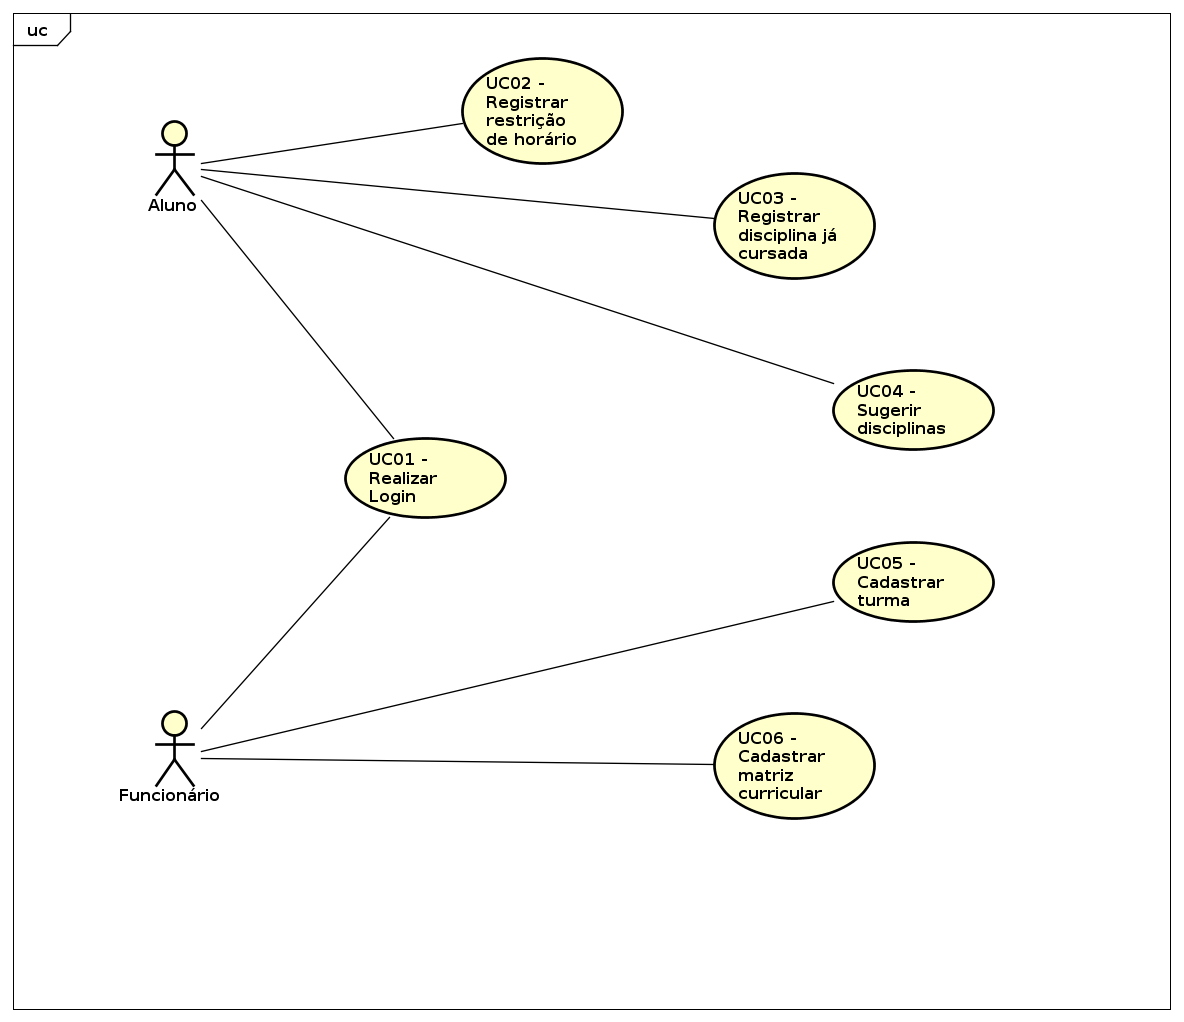 uc
UC02 -
Registrar
restrição
de horário
Aluno
UC03 -
Registrar
disciplina já
cursada
UC04 -
Sugerir
disciplinas
UC01 -
Realizar
Login
UC05 -
Cadastrar
turma
Funcionário
UC06 -
Cadastrar
matriz
curricular